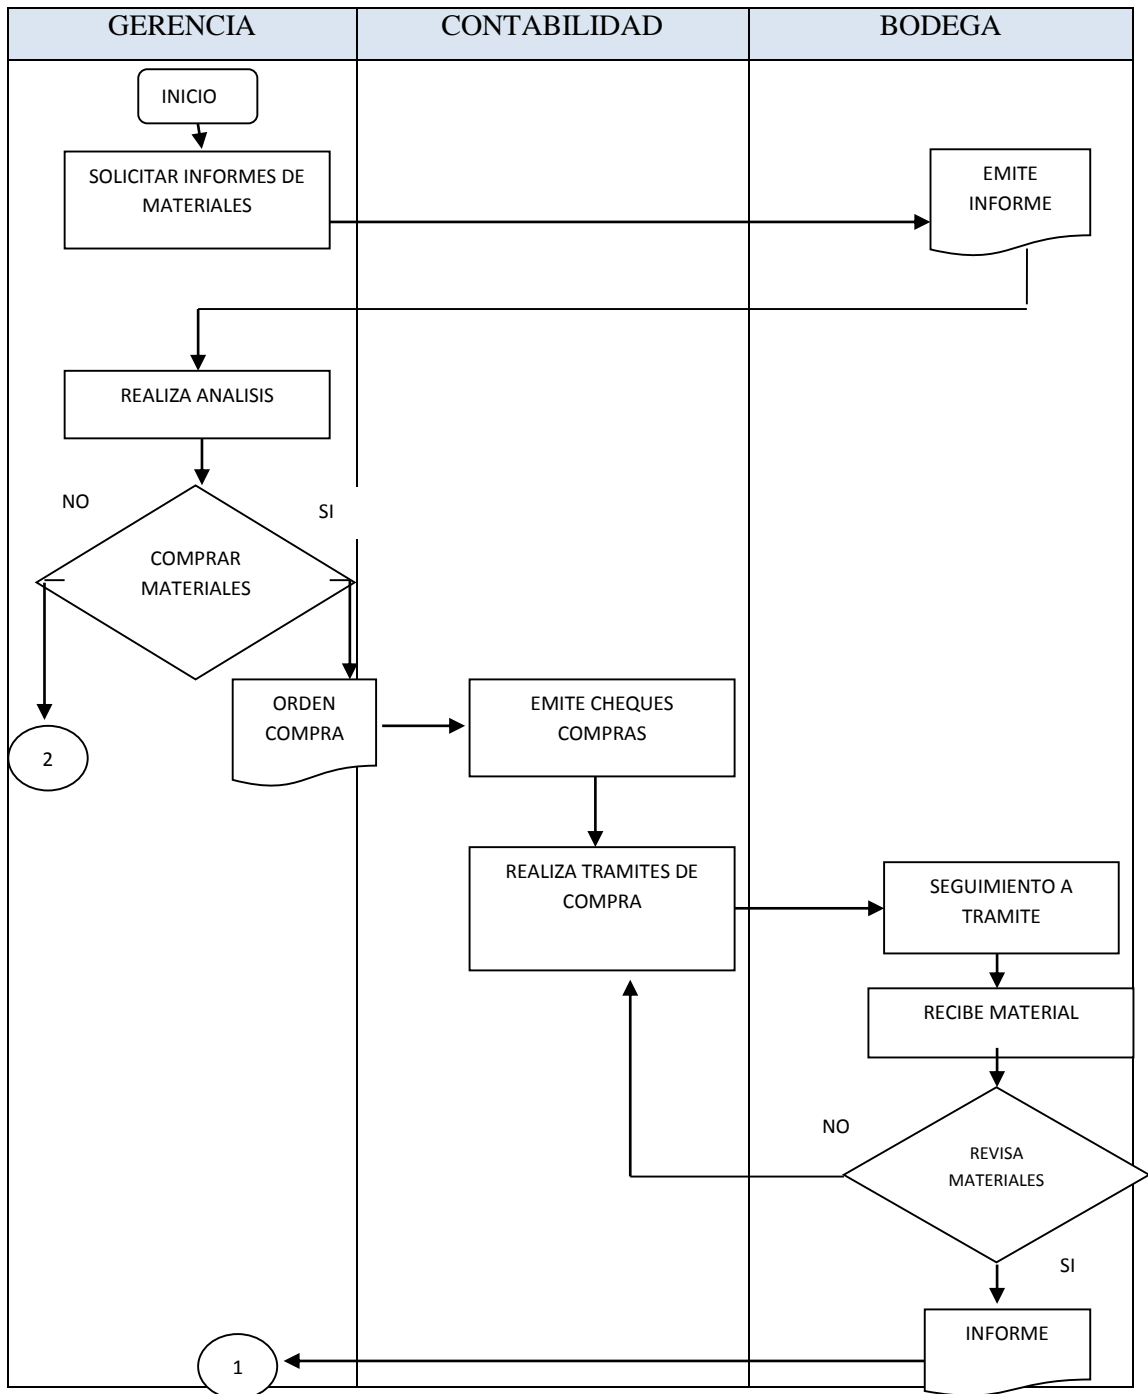 GERENCIA
CONTABILIDAD
BODEGA
INICIO
SOLICITAR INFORMES DE
MATERIALES
EMITE
INFORME
REALIZA ANALISIS
NO
SI
COMPRAR
MATERIALES
ORDEN
COMPRA
EMITE CHEQUES
COMPRAS
2
REALIZA TRAMITES DE
COMPRA
SEGUIMIENTO A
TRAMITE
RECIBE MATERIAL
NO
REVISA
MATERIALES
SI
INFORME
1